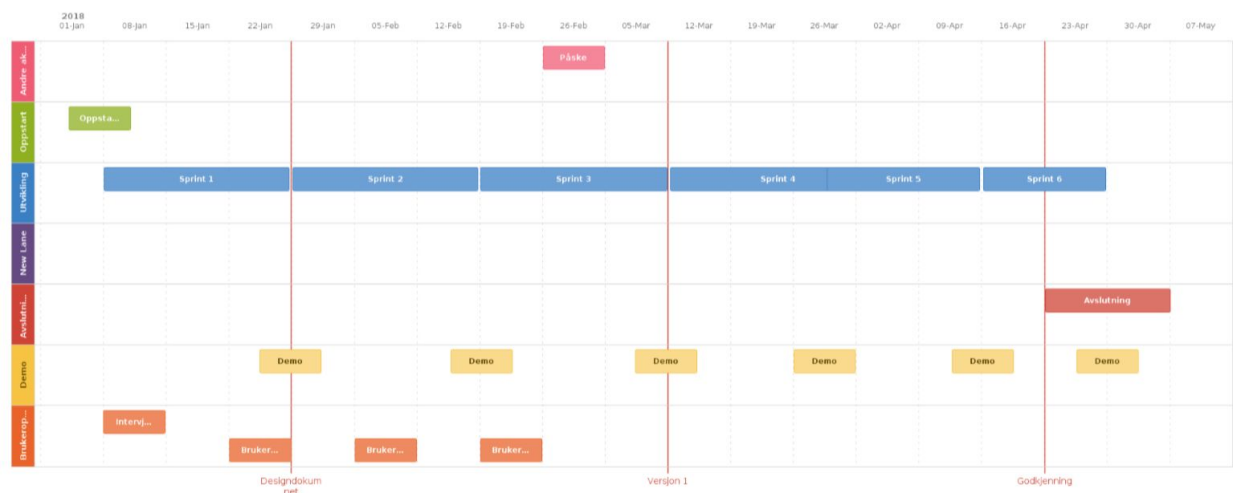 2018
01-Jan 08-Jan 15-Jan 22-Jan 29-Jan 05-Feb 12-Feb 19-Feb 26-Feb 05-Mar 12-Mar 19-Mar 26-Mar 02-Apr 09-Apr 16-Apr 23-Apr 30-Apr 07-May
Andre ak...
Påske
Oppstart
Oppsta...
Utvikling
Sprint 1 Sprint 2 Sprint 3 Sprint 4 Sprint 5 Sprint 6
New Lane
Avslutni...
Avslutning
Demo
Demo Demo Demo Demo Demo Demo
Brukerop...
Intervj...
Bruker... Bruker... Bruker...
Designdokum Versjon 1 Godkjenning
net